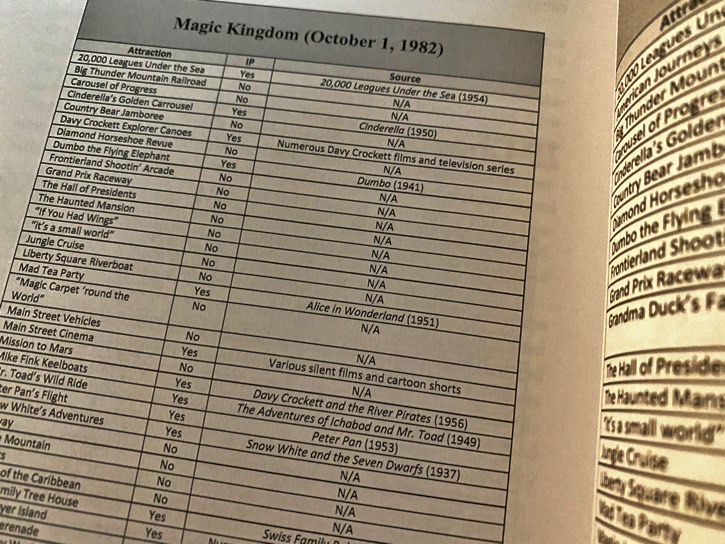 Magic Kingdom (October 1, 1982)
Attraction IP Source
20,000 Leagues Under the Sea Yes 20,000 Leagues Under the Sea (1954)
Big Thunder Mountain Railroad No N/A
Carousel of Progress No N/A
Cinderella's Golden Carrousel Yes Cinderella (1950)
Country Bear Jamboree No N/A
Davy Crockett Explorer Canoes Yes Numerous Davy Crockett films and television series
Diamond Horseshoe Revue No N/A
Dumbo the Flying Elephant Yes Dumbo (1941)
Frontierland Shootin' Arcade No N/A
Grand Prix Raceway No N/A
The Hall of Presidents No N/A
The Haunted Mansion No N/A
"If You Had Wings" No N/A
"it's a small world" No N/A
Jungle Cruise No N/A
Liberty Square Riverboat No N/A
Mad Tea Party Yes Alice in Wonderland (1951)
"Magic Carpet 'round the
World" No N/A
Main Street Vehicles No N/A
Main Street Cinema Yes Various silent films and cartoon shorts
Mission to Mars No N/A
Mike Fink Keelboats Yes Davy Crockett and the River Pirates (1956)
r. Toad's Wild Ride Yes The Adventures of Ichabod and Mr. Toad (1949)
ter Pan's Flight Yes Peter Pan (1953)
w White's Adventures Yes Snow White and the Seven Dwarfs (1937)
ay No N/A
Mountain No N/A
No N/A
of the Caribbean No N/A
mily Tree House Yes Swiss Family
yer Island Yes
erenade
Attra
20,000 Leagues Un
merican Journeys
g Thunder Mount
Carousel of Progre
Cinderella's Golde
Country Bear Jamb
Diamond Horsesho
Dumbo the Flying
Frontierland Shoot
Grand Prix Racewa
Grandma Duck's F
The Hall of Preside
The Haunted Mans
"it's a small world"
Jungle Cruise
Liberty Square Riv
Mad Tea Party